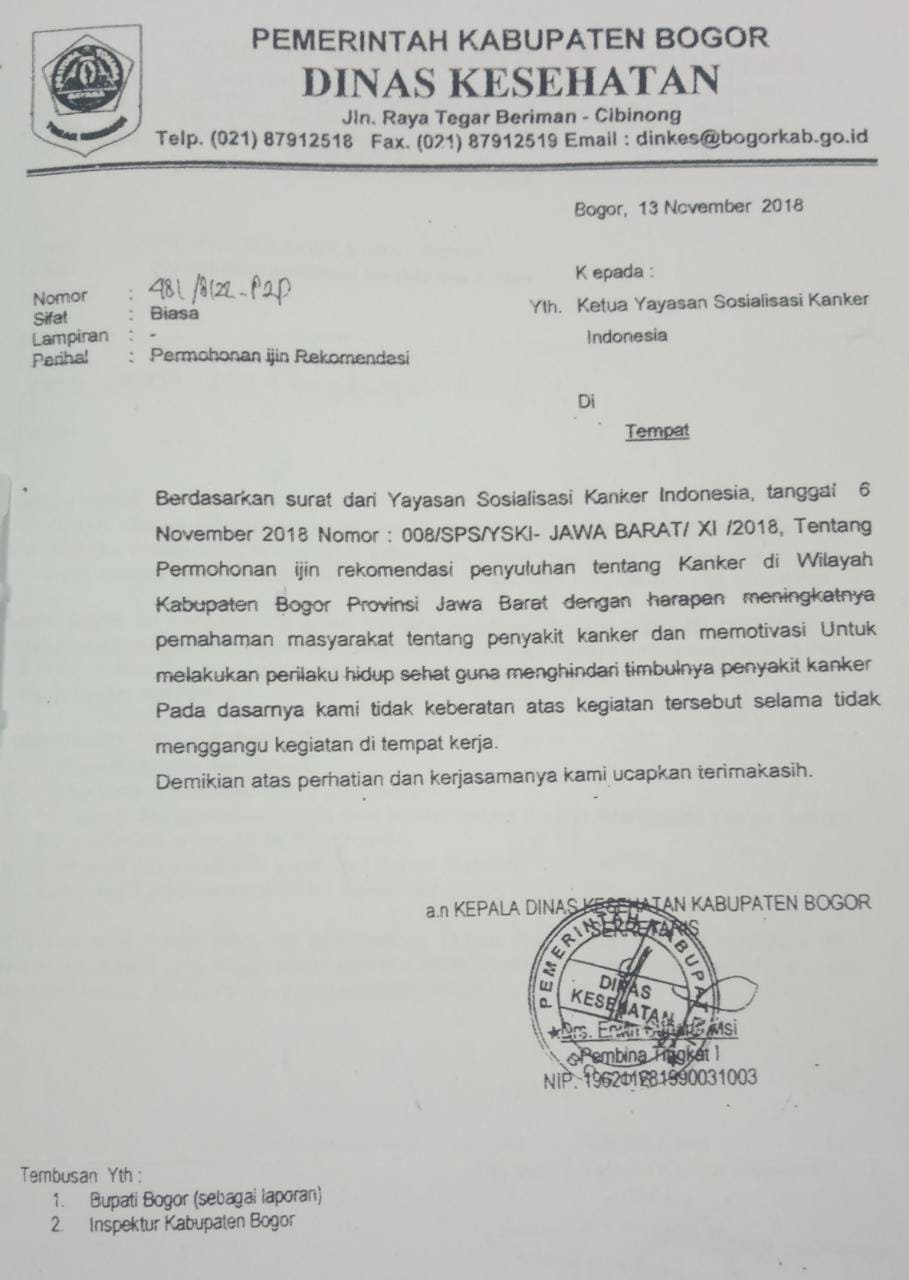 PEMERINTAH KABUPATEN BOGOR
DINAS KESEHATAN
Jln. Raya Tegar Beriman - Cibinong
Telp. (021) 87912518 Fax. (021) 87912519 Email : dinkes@bogorkab.go.id
TEGAR BERIMAN
Bogor, 13 November 2018
Kepada :
Nomor : 481/8122-P2P
Yth. Ketua Yayasan Sosialisasi Kanker
Sifat : Biasa
Indonesia
Lampiran : -
Perihal : Permohonan ijin Rekomendasi
Di
Tempat
Berdasarkan surat dari Yayasan Sosialisasi Kanker Indonesia, tanggal 6
November 2018 Nomor : 008/SPS/YSKI- JAWA BARAT/ XI /2018, Tentang
Permohonan ijin rekomendasi penyuluhan tentang Kanker di Wilayah
Kabupaten Bogor Provinsi Jawa Barat dengan harapan meningkatnya
pemahaman masyarakat tentang penyakit kanker dan memotivasi Untuk
melakukan perilaku hidup sehat guna menghindari timbulnya penyakit kanker
Pada dasarnya kami tidak keberatan atas kegiatan tersebut selama tidak
menggangu kegiatan di tempat kerja.
Demikian atas perhatian dan kerjasamanya kami ucapkan terimakasih.
a.n KEPALA DINAS KESEHATAN KABUPATEN BOGOR
SEKRETARIS
PEMERINTAH KABUPATEN
DINAS
KESEHATAN
Drs. Erwin Msi
Pembina Tingkat I
NIP. 196211281990031003
Tembusan Yth :
1. Bupati Bogor (sebagai laporan)
2. Inspektur Kabupaten Bogor